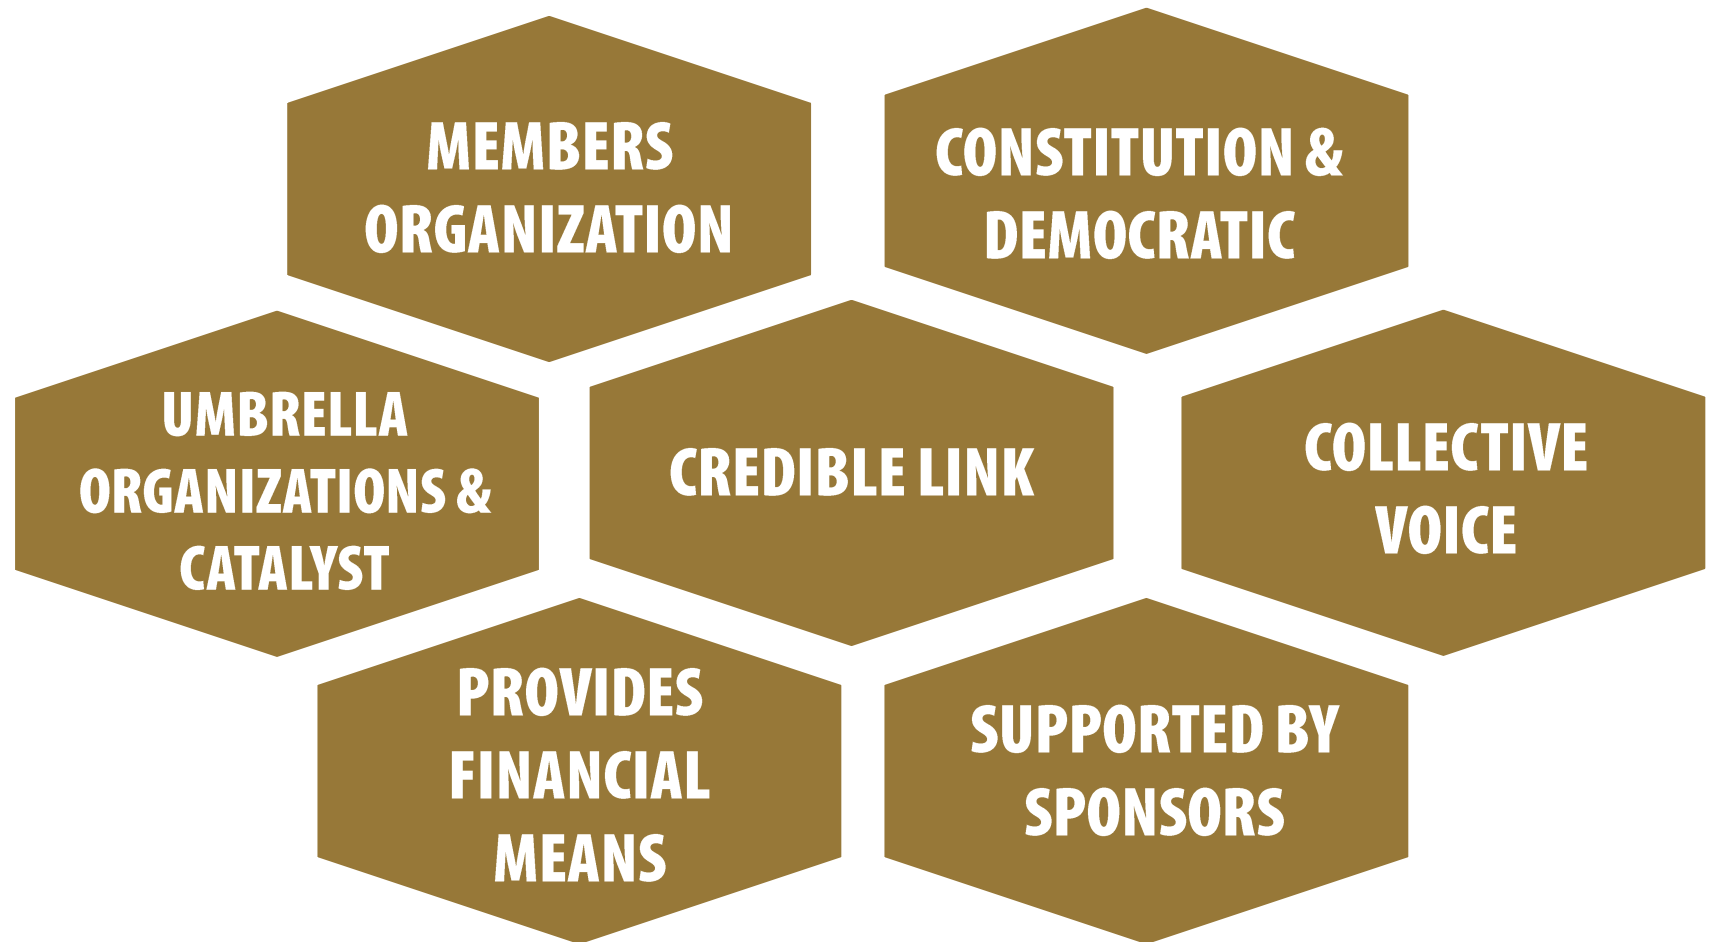 MEMBERS
ORGANIZATION
CONSTITUTION &
DEMOCRATIC
UMBRELLA
ORGANIZATIONS &
CATALYST
CREDIBLE LINK
COLLECTIVE
VOICE
PROVIDES
FINANCIAL
MEANS
SUPPORTED BY
SPONSORS